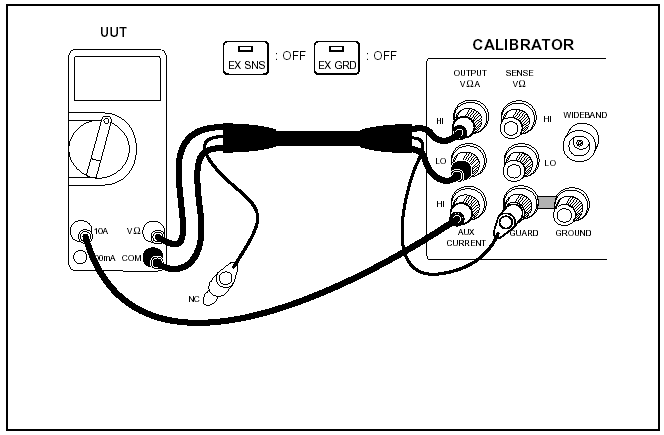 UUT
EX SNS : OFF
EX GRD : OFF
CALIBRATOR
OUTPUT
VΩA
SENSE
VΩ
HI
HI
WIDEBAND
LO
LO
HI
AUX
CURRENT
GUARD
GROUND
10A
VΩ
00mA
COM
NC